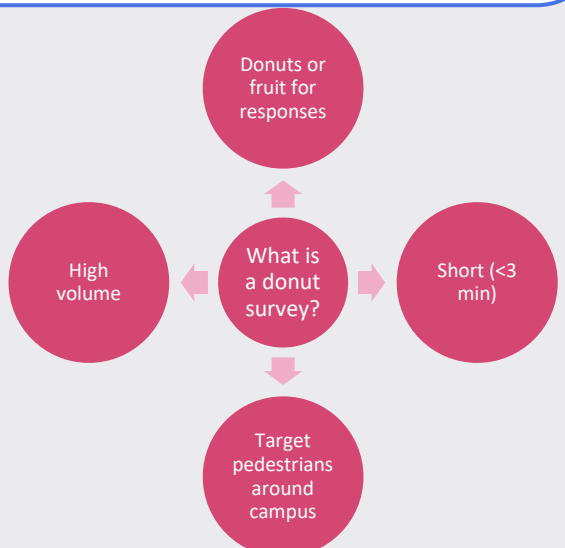 Donuts or
fruit for
responses
High
volume
What is
a donut
survey?
Short (<3
min)
Target
pedestrians
around
campus